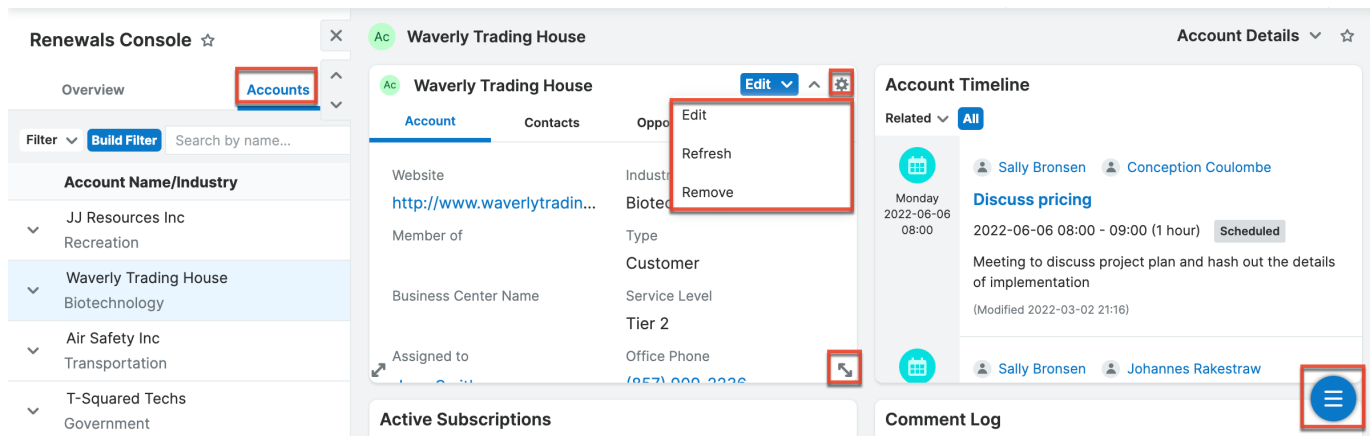 Renewals Console
Overview
Accounts
Filter
Build Filter
Search by name...
Account Name/Industry
JJ Resources Inc
Recreation
Waverly Trading House
Biotechnology
Air Safety Inc
Transportation
T-Squared Techs
Government
Ac Waverly Trading House
Account Details
Ac Waverly Trading House
Edit
Account
Contacts
Edit
Refresh
Remove
Website
http://www.waverlytradin...
Member of
Type
Customer
Business Center Name
Service Level
Tier 2
Assigned to
Office Phone
Account Timeline
Related
All
Monday
2022-06-06
08:00
Sally Bronsen
Conception Coulombe
Discuss pricing
2022-06-06 08:00 - 09:00 (1 hour)
Scheduled
Meeting to discuss project plan and hash out the details
of implementation
(Modified 2022-03-02 21:16)
Sally Bronsen
Johannes Rakestraw
Active Subscriptions
Comment Log